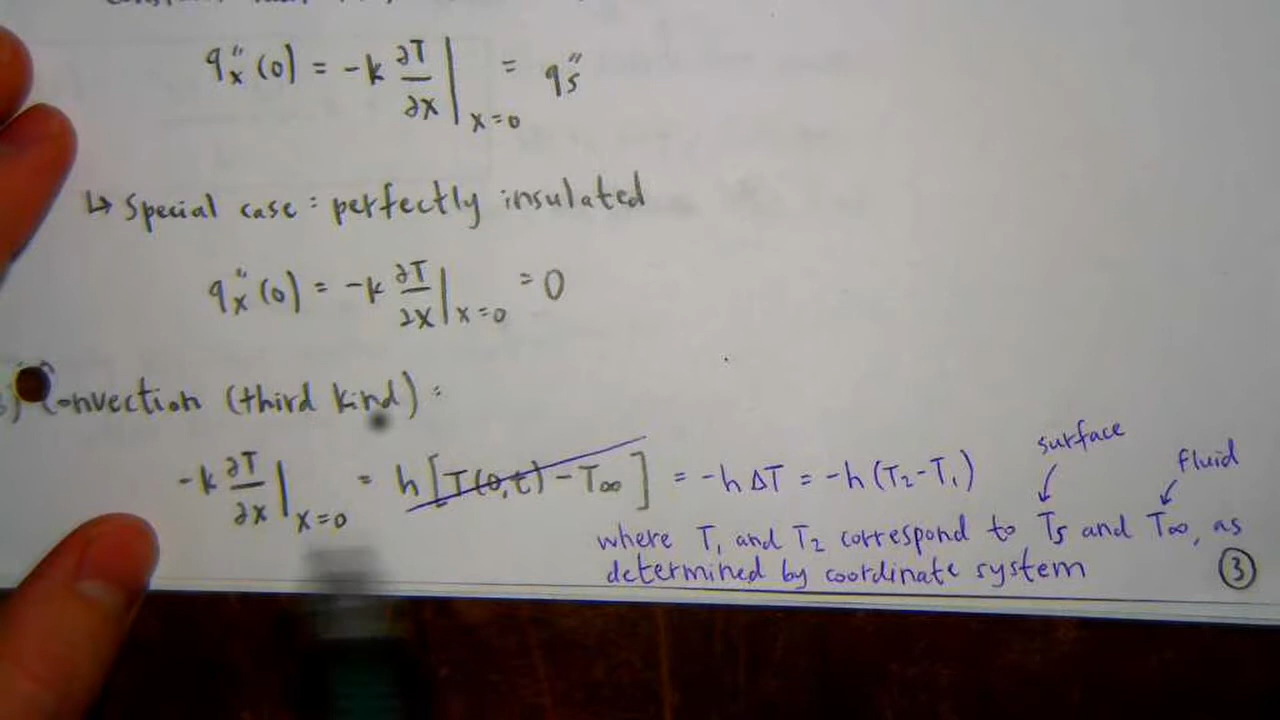 q″ₓ(0) = -k ∂T/∂x |ₓ₌₀ = q″ₛ
↳ Special case: perfectly insulated
q″ₓ(0) = -k ∂T/∂x |ₓ₌₀ = 0
) Convection (third kind):
surface
fluid
-k ∂T/∂x |ₓ₌₀ = h[T(0,t) - T∞] = -hΔT = -h(T₂-T₁)
where T₁ and T₂ correspond to Tₛ and T∞, as
determined by coordinate system
3